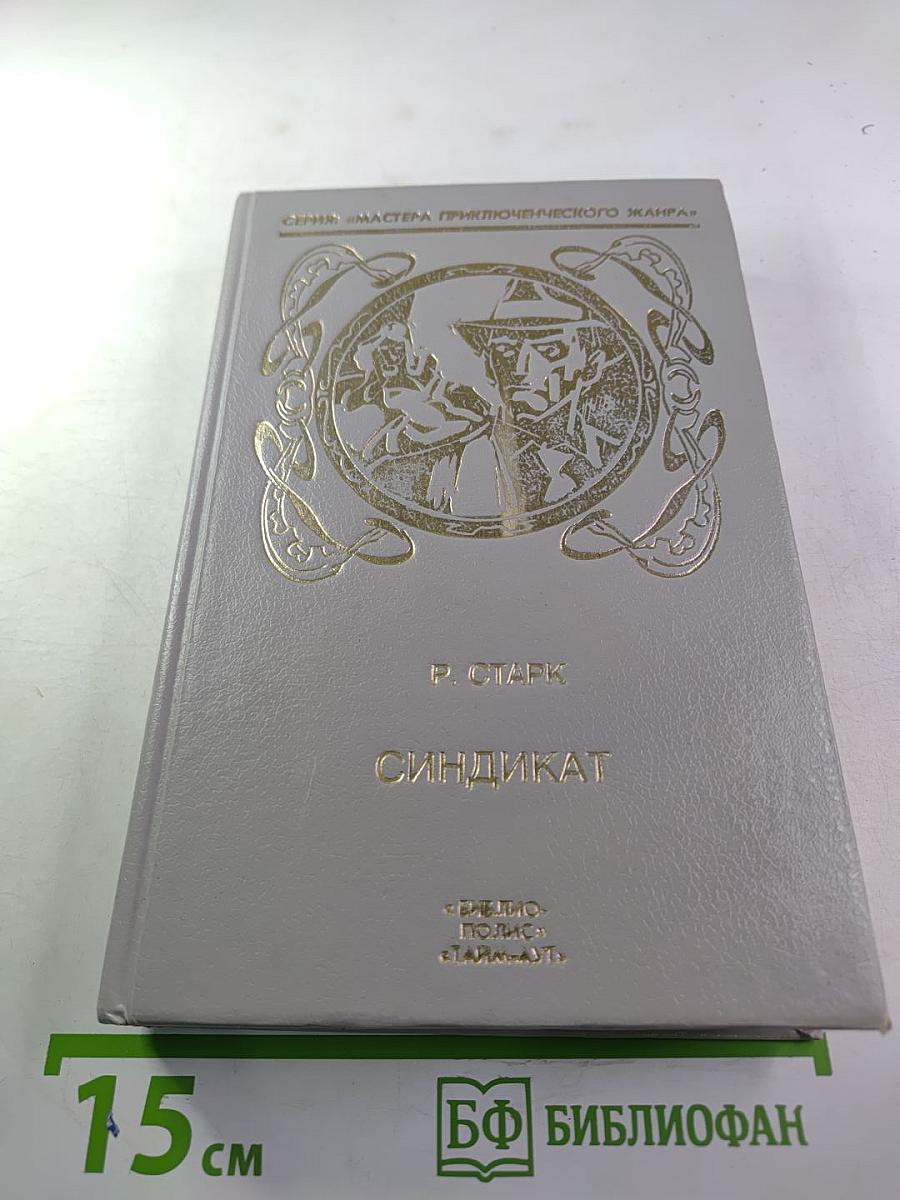 СЕРИЯ: «МАСТЕРА ПРИКЛЮЧЕНЧЕСКОГО ЖАНРА»
Р. СТАРК
СИНДИКАТ
«БИБЛИО-
ПОЛИС»
«ТАЙМ-АУТ»
15 см
БФ БИБЛИОФАН